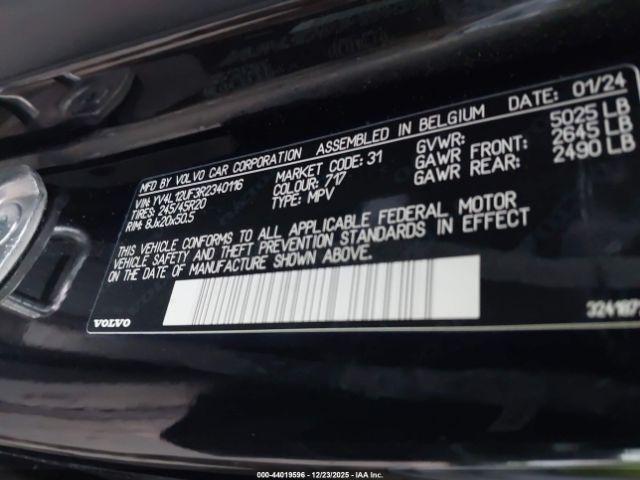 MFD BY VOLVO CAR CORPORATION ASSEMBLED IN BELGIUM DATE: 01/24
VIN: YV4L12UF3R2340116 MARKET CODE: 31 GVWR: 5025 LB
TIRES: 245/45R20 COLOUR: 717 GAWR FRONT: 2645 LB
RIM: 8Jx20x50.5 TYPE: MPV GAWR REAR: 2490 LB
THIS VEHICLE CONFORMS TO ALL APPLICABLE FEDERAL MOTOR
VEHICLE SAFETY AND THEFT PREVENTION STANDARDS IN EFFECT
ON THE DATE OF MANUFACTURE SHOWN ABOVE.
VOLVO
000-44019596 - 12/23/2025 - IAA Inc.